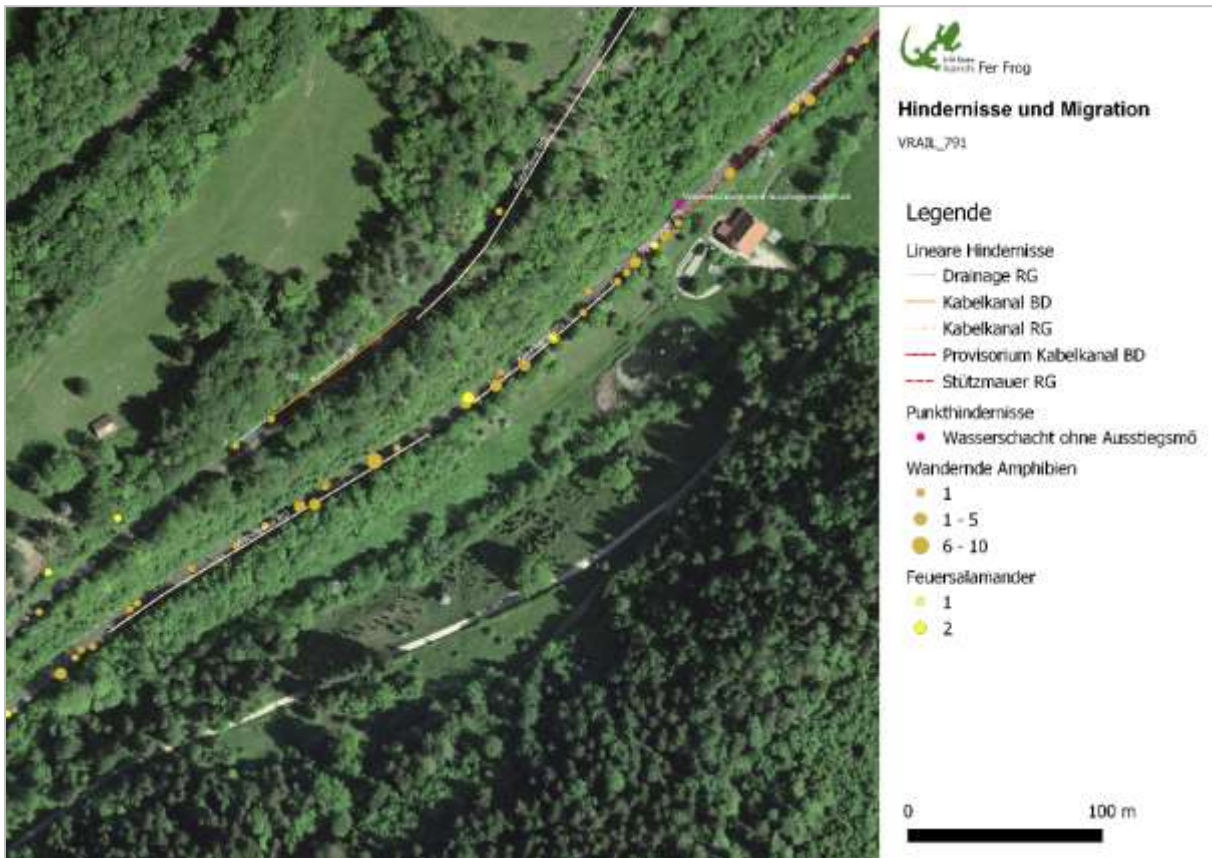 karch Fer Frog
Hindernisse und Migration
VRAIL_791
Legende
Lineare Hindernisse
Drainage RG
Kabelkanal BD
Kabelkanal RG
Provisorium Kabelkanal BD
Stützmauer RG
Punkthindernisse
Wasserschacht ohne Ausstiegsmö
Wandernde Amphibien
1
1 - 5
6 - 10
Feuersalamander
1
2
0 100 m